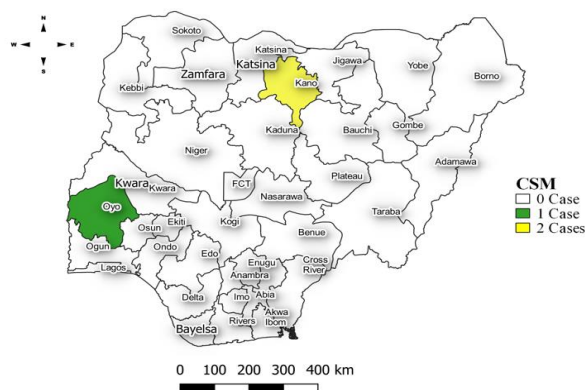 N
W E
S
Sokoto
Katsina
Katsina
Zamfara
Jigawa
Yobe
Borno
Kebbi
Kano
Kaduna
Bauchi
Gombe
Niger
Adamawa
Kwara
Kwara
FCT
Plateau
Nasarawa
Taraba
Oyo
Osun
Ekiti
Kogi
Benue
Ogun
Ondo
Edo
Lagos
Enugu
Anambra
Cross
River
Delta
Imo
Abia
Bayelsa
Rivers
Akwa
Ibom
CSM
0 Case
1 Case
2 Cases
0 100 200 300 400 km